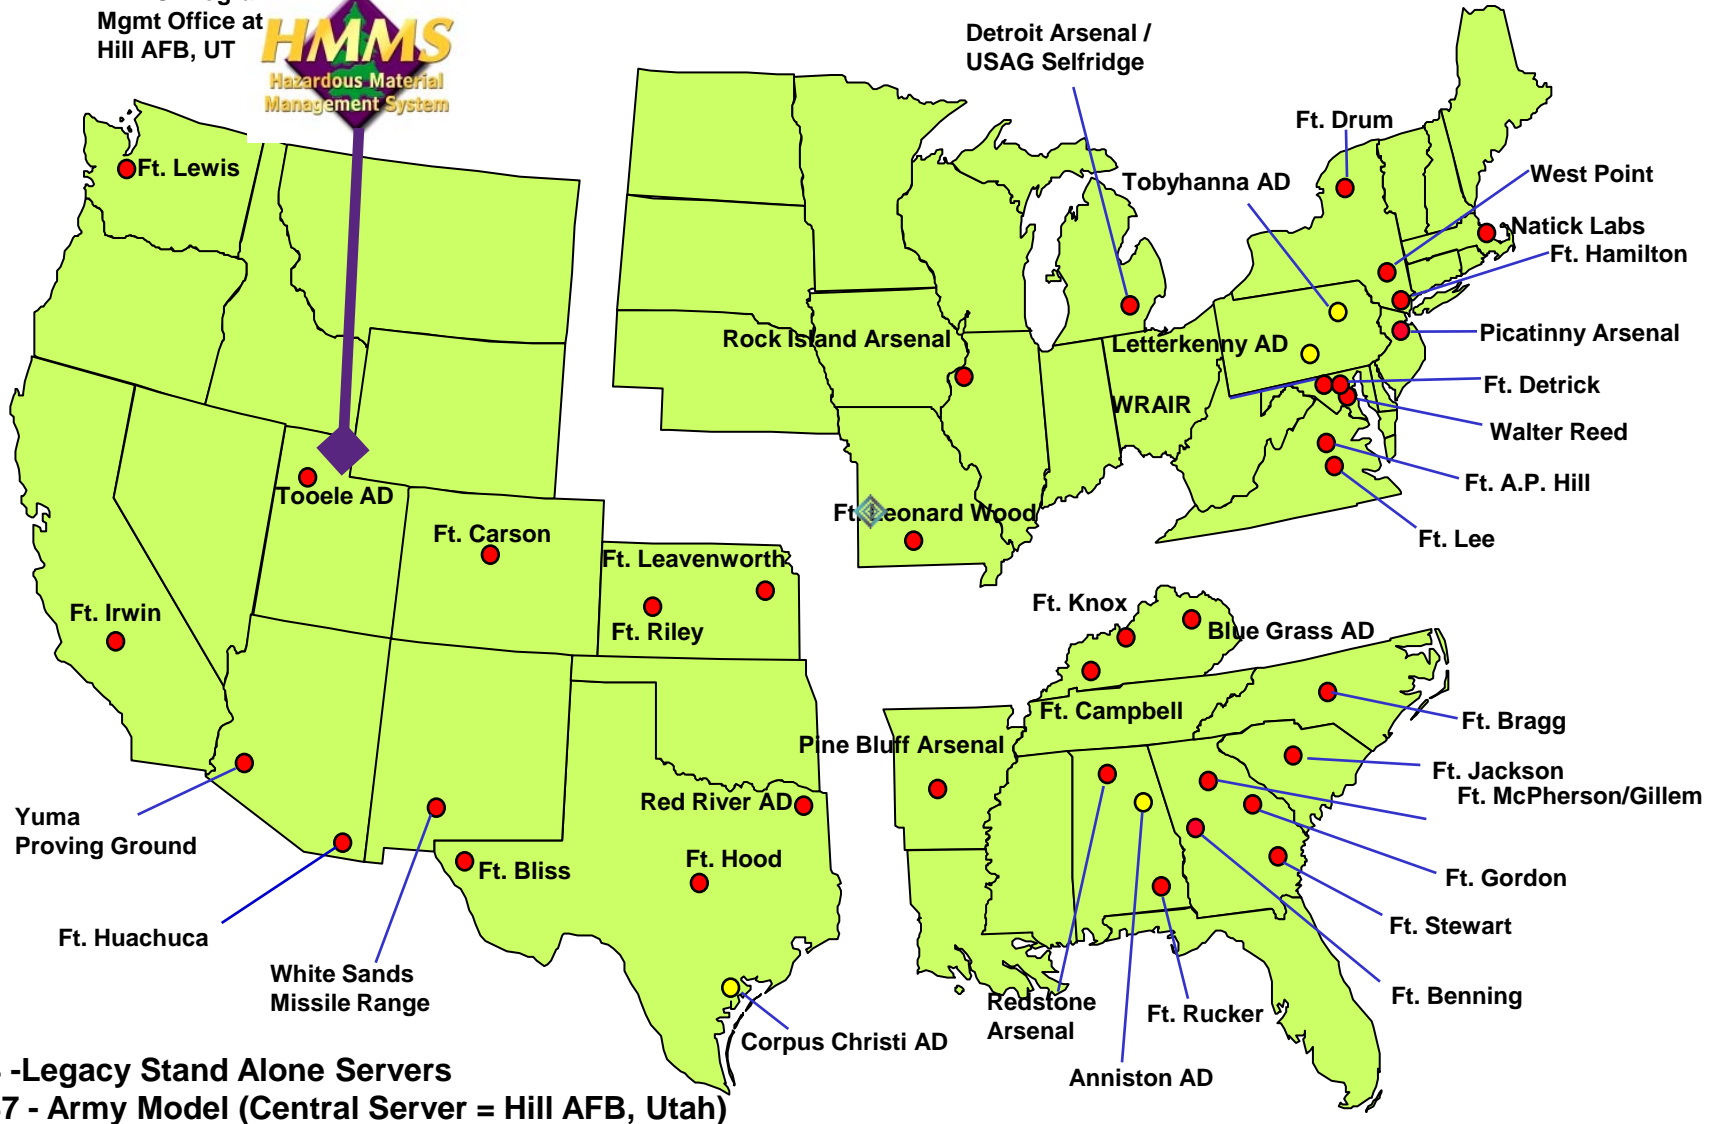 Mgmt Office at
Hill AFB, UT
HMMS
Hazardous Material
Management System
Detroit Arsenal /
USAG Selfridge
Ft. Drum
Tobyhanna AD
West Point
Ft. Lewis
Natick Labs
Ft. Hamilton
Rock Island Arsenal
Letterkenny AD
Picatinny Arsenal
Ft. Detrick
WRAIR
Walter Reed
Ft. A.P. Hill
Tooele AD
Ft. Leonard Wood
Ft. Lee
Ft. Carson
Ft. Leavenworth
Ft. Irwin
Ft. Riley
Ft. Knox
Blue Grass AD
Ft. Campbell
Ft. Bragg
Pine Bluff Arsenal
Ft. Jackson
Ft. McPherson/Gillem
Red River AD
Yuma
Proving Ground
Ft. Hood
Ft. Bliss
Ft. Gordon
Ft. Stewart
Ft. Huachuca
White Sands
Missile Range
Ft. Benning
Redstone
Arsenal
Ft. Rucker
Corpus Christi AD
Anniston AD
-Legacy Stand Alone Servers
7 - Army Model (Central Server = Hill AFB, Utah)